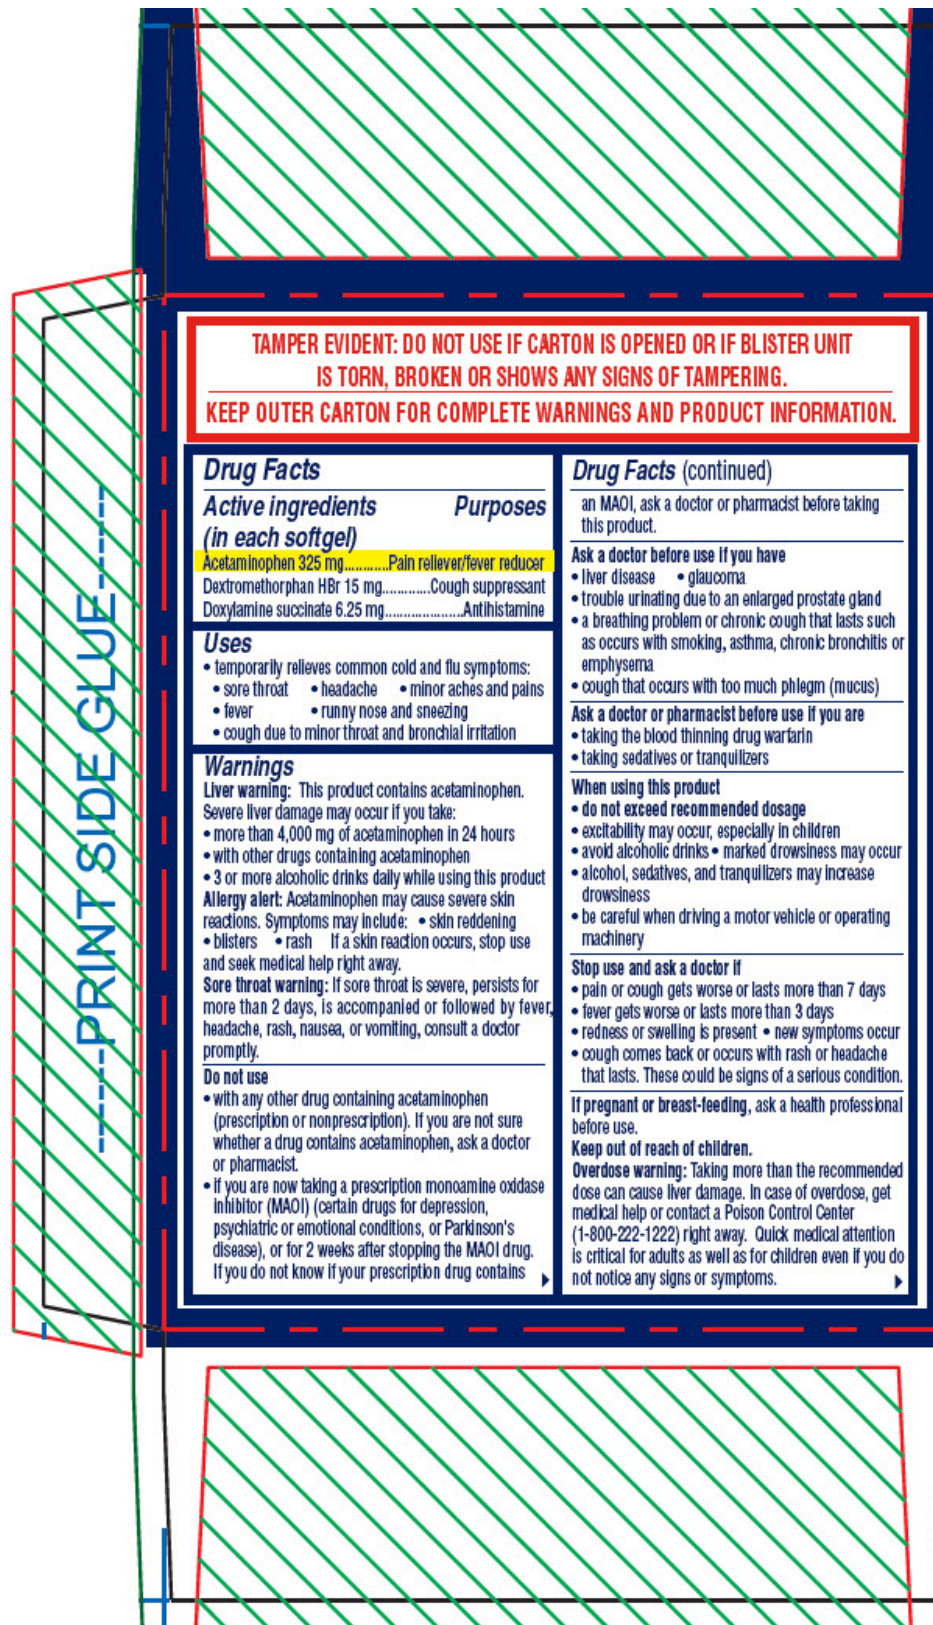 TAMPER EVIDENT: DO NOT USE IF CARTON IS OPENED OR IF BLISTER UNIT
IS TORN, BROKEN OR SHOWS ANY SIGNS OF TAMPERING.
KEEP OUTER CARTON FOR COMPLETE WARNINGS AND PRODUCT INFORMATION.
------PRINT SIDE GLUE------
Drug Facts
Active ingredients Purposes
(in each softgel)
Acetaminophen 325 mg............Pain reliever/fever reducer
Dextromethorphan HBr 15 mg.............Cough suppressant
Doxylamine succinate 6.25 mg.....................Antihistamine
Uses
• temporarily relieves common cold and flu symptoms:
• sore throat • headache • minor aches and pains
• fever • runny nose and sneezing
• cough due to minor throat and bronchial irritation
Warnings
Liver warning: This product contains acetaminophen.
Severe liver damage may occur if you take:
• more than 4,000 mg of acetaminophen in 24 hours
• with other drugs containing acetaminophen
• 3 or more alcoholic drinks daily while using this product
Allergy alert: Acetaminophen may cause severe skin
reactions. Symptoms may include: • skin reddening
• blisters • rash If a skin reaction occurs, stop use
and seek medical help right away.
Sore throat warning: If sore throat is severe, persists for
more than 2 days, is accompanied or followed by fever,
headache, rash, nausea, or vomiting, consult a doctor
promptly.
Do not use
• with any other drug containing acetaminophen
(prescription or nonprescription). If you are not sure
whether a drug contains acetaminophen, ask a doctor
or pharmacist.
• if you are now taking a prescription monoamine oxidase
inhibitor (MAOI) (certain drugs for depression,
psychiatric or emotional conditions, or Parkinson's
disease), or for 2 weeks after stopping the MAOI drug.
If you do not know if your prescription drug contains
Drug Facts (continued)
an MAOI, ask a doctor or pharmacist before taking
this product.
Ask a doctor before use if you have
• liver disease • glaucoma
• trouble urinating due to an enlarged prostate gland
• a breathing problem or chronic cough that lasts such
as occurs with smoking, asthma, chronic bronchitis or
emphysema
• cough that occurs with too much phlegm (mucus)
Ask a doctor or pharmacist before use if you are
• taking the blood thinning drug warfarin
• taking sedatives or tranquilizers
When using this product
• do not exceed recommended dosage
• excitability may occur, especially in children
• avoid alcoholic drinks • marked drowsiness may occur
• alcohol, sedatives, and tranquilizers may increase
drowsiness
• be careful when driving a motor vehicle or operating
machinery
Stop use and ask a doctor if
• pain or cough gets worse or lasts more than 7 days
• fever gets worse or lasts more than 3 days
• redness or swelling is present • new symptoms occur
• cough comes back or occurs with rash or headache
that lasts. These could be signs of a serious condition.
If pregnant or breast-feeding, ask a health professional
before use.
Keep out of reach of children.
Overdose warning: Taking more than the recommended
dose can cause liver damage. In case of overdose, get
medical help or contact a Poison Control Center
(1-800-222-1222) right away. Quick medical attention
is critical for adults as well as for children even if you do
not notice any signs or symptoms.